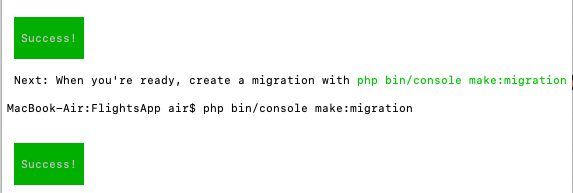 Success!
Next: When you're ready, create a migration with php bin/console make:migration
MacBook-Air:FlightsApp air$ php bin/console make:migration
Success!